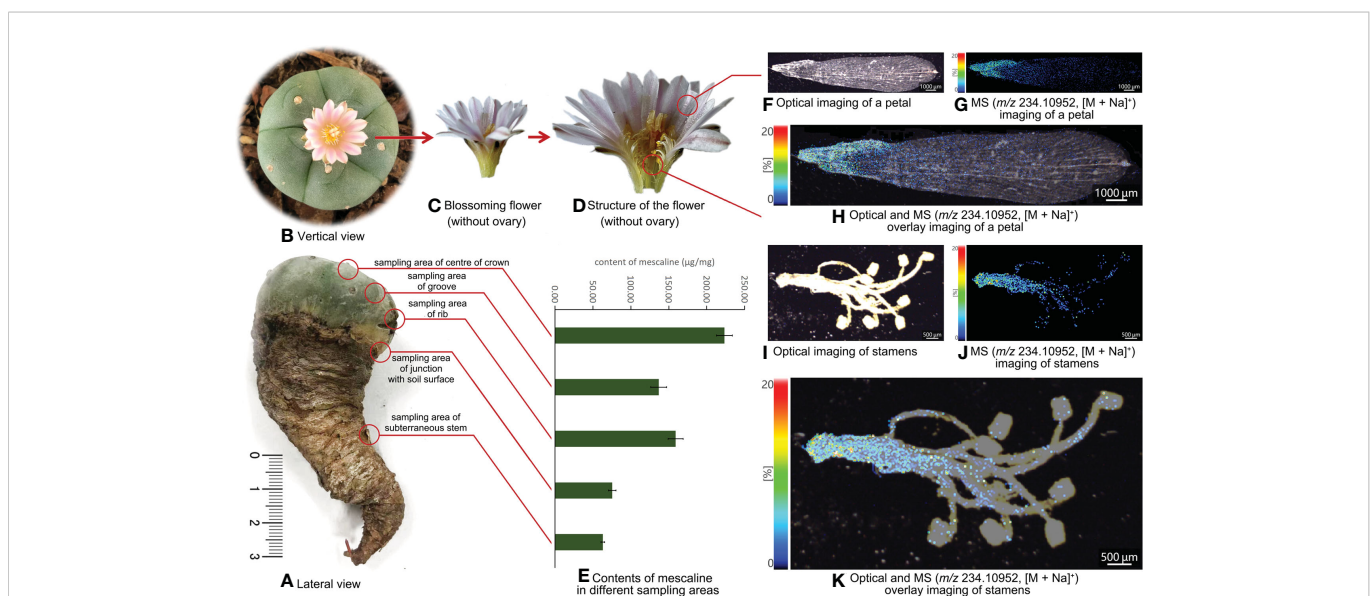 B Vertical view
C Blossoming flower
(without ovary)
D Structure of the flower
(without ovary)
F Optical imaging of a petal
1000 µm
[%]
G MS (m/z 234.10952, [M + Na]⁺)
imaging of a petal
1000 µm
20
[%]
0
1000 µm
H Optical and MS (m/z 234.10952, [M + Na]⁺)
overlay imaging of a petal
sampling area of centre of crown
sampling area
of groove
sampling area
of rib
sampling area
of junction
with soil surface
sampling area of
subterraneous stem
0
1
2
3
A Lateral view
content of mescaline (µg/mg)
0.00
50.00
100.00
150.00
200.00
250.00
E Contents of mescaline
in different sampling areas
500 µm
I Optical imaging of stamens
20
[%]
0
500 µm
J MS (m/z 234.10952, [M + Na]⁺)
imaging of stamens
20
[%]
0
500 µm
K Optical and MS (m/z 234.10952, [M + Na]⁺)
overlay imaging of stamens